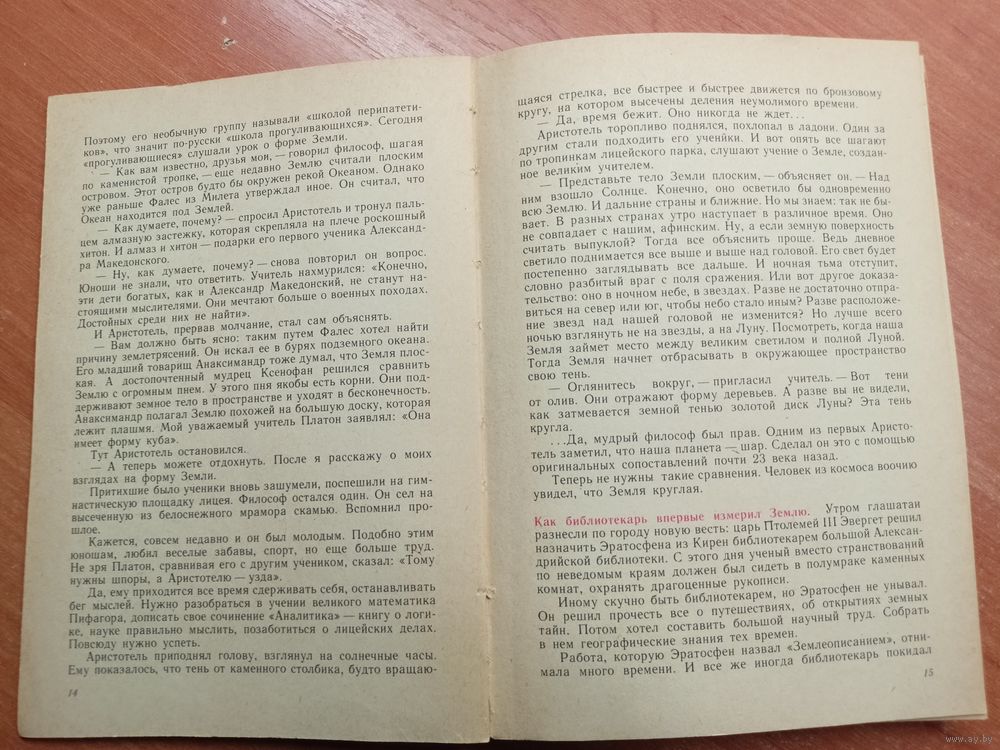 Поэтому его необычную группу называли «школой перипатети-
ков», что значит по-русски «школа прогуливающихся». Сегодня
«прогуливающиеся» слушали урок о форме Земли.
— Как вам известно, друзья мои, — говорил философ, шагая
по каменистой тропке, — еще недавно Землю считали плоским
островом. Этот остров будто бы окружен рекой Океаном. Однако
уже раньше Фалес из Милета утверждал иное. Он считал, что
Океан находится под Землей.
— Как думаете, почему? — спросил Аристотель и тронул паль-
цем алмазную застежку, которая скрепляла на плече роскошный
хитон. И алмаз и хитон — подарки его первого ученика Александ-
ра Македонского.
— Ну, как думаете, почему? — снова повторил он вопрос.
Юноши не знали, что ответить. Учитель нахмурился: «Конечно,
эти дети богатых, как и Александр Македонский, не станут на-
стоящими мыслителями. Они мечтают больше о военных походах.
Достойных среди них не найти».
И Аристотель, прервав молчание, стал сам объяснять.
— Вам должно быть ясно: таким путем Фалес хотел найти
причину землетрясений. Он искал ее в бурях подземного океана.
Его младший товарищ Анаксимандр тоже думал, что Земля плос-
кая. А достопочтенный мудрец Ксенофан решился сравнить
Землю с огромным пнем. У этого пня якобы есть корни. Они под-
держивают земное тело в пространстве и уходят в бесконечность.
Анаксимандр полагал Землю похожей на большую доску, которая
лежит плашмя. Мой уважаемый учитель Платон заявлял: «Она
имеет форму куба».
Тут Аристотель остановился.
— А теперь можете отдохнуть. После я расскажу о моих
взглядах на форму Земли.
Притихшие было ученики вновь зашумели, поспешили на гим-
настическую площадку лицея. Философ остался один. Он сел на
высеченную из белоснежного мрамора скамью. Вспомнил про-
шлое.
Кажется, совсем недавно и он был молодым. Подобно этим
юношам, любил веселые забавы, спорт, но еще больше труд.
Не зря Платон, сравнивая его с другим учеником, сказал: «Тому
нужны шпоры, а Аристотелю — узда».
Да, ему приходится все время сдерживать себя, останавливать
бег мыслей. Нужно разобраться в учении великого математика
Пифагора, дописать свое сочинение «Аналитика» — книгу о логи-
ке, науке правильно мыслить, позаботиться о лицейских делах.
Повсюду нужно успеть.
Аристотель приподнял голову, взглянул на солнечные часы.
Ему показалось, что тень от каменного столбика, будто вращаю-
14
щаяся стрелка, все быстрее и быстрее движется по бронзовому
кругу, на котором высечены деления неумолимого времени.
— Да, время бежит. Оно никогда не ждет...
Аристотель торопливо поднялся, похлопал в ладони. Один за
другим стали подходить его ученики. И вот опять все шагают
по тропинкам лицейского парка, слушают учение о Земле, создан-
ное великим учителем.
— Представьте тело Земли плоским, — объясняет он. — Над
ним взошло Солнце. Конечно, оно осветило бы одновременно
всю Землю. И дальние страны и ближние. Но мы знаем: так не бы-
вает. В разных странах утро наступает в различное время. Оно
не совпадает с нашим, афинским. Ну, а если земную поверхность
считать выпуклой? Тогда все объяснить проще. Ведь дневное
светило поднимается все выше и выше над головой. Его свет будет
постепенно заглядывать все дальше. И ночная тьма отступит,
словно разбитый враг с поля сражения. Или вот другое доказа-
тельство: оно в ночном небе, в звездах. Разве не достаточно отпра-
виться на север или юг, чтобы небо стало иным? Разве расположе-
ние звезд над нашей головой не изменится? Но лучше всего
ночью взгляните не на звезды, а на Луну. Посмотреть, когда наша
Земля займет место между великим светилом и полной Луной.
Тогда Земля начнет отбрасывать в окружающее пространство
свою тень.
— Оглянитесь вокруг, — пригласил учитель. — Вот тени
от олив. Они отражают форму деревьев. А разве вы не видели,
как затмевается земной тенью золотой диск Луны? Эта тень
кругла.
...Да, мудрый философ был прав. Одним из первых Аристо-
тель заметил, что наша планета — шар. Сделал он это с помощью
оригинальных сопоставлений почти 23 века назад.
Теперь не нужны такие сравнения. Человек из космоса воочию
увидел, что Земля круглая.
Как библиотекарь впервые измерил Землю. Утром глашатаи
разнесли по городу новую весть: царь Птолемей III Эвергет решил
назначить Эратосфена из Кирен библиотекарем большой Алексан-
дрийской библиотеки. С этого дня ученый вместо странствований
по неведомым краям должен был сидеть в полумраке каменных
комнат, охранять драгоценные рукописи.
Иному скучно быть библиотекарем, но Эратосфен не унывал.
Он решил прочесть все о путешествиях, об открытиях земных
тайн. Потом хотел составить большой научный труд. Собрать
в нем географические знания тех времен.
Работа, которую Эратосфен назвал «Землеописанием», отни-
мала много времени. И все же иногда библиотекарь покидал
15
www.ay.by